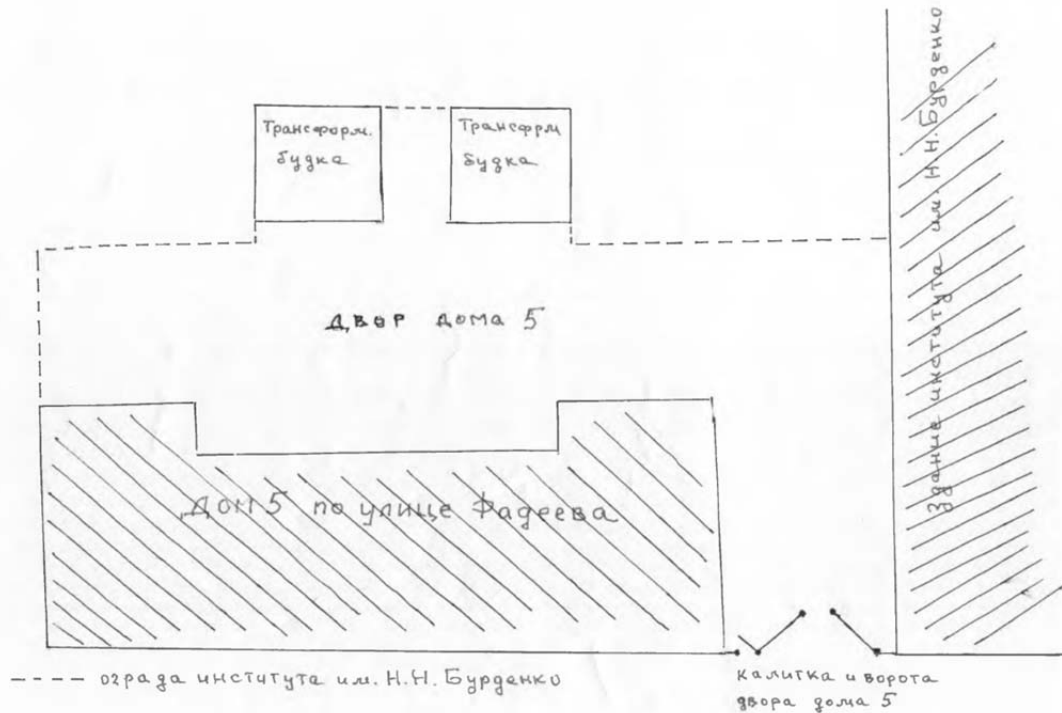 Трансформ.
будка
Трансфрм
будка
Здание института им. Н.Н.Бурденко
двор дома 5
Дом 5 по улице Фадеева
ограда института им. Н.Н. Бурденко
калитка и ворота
двора дома 5